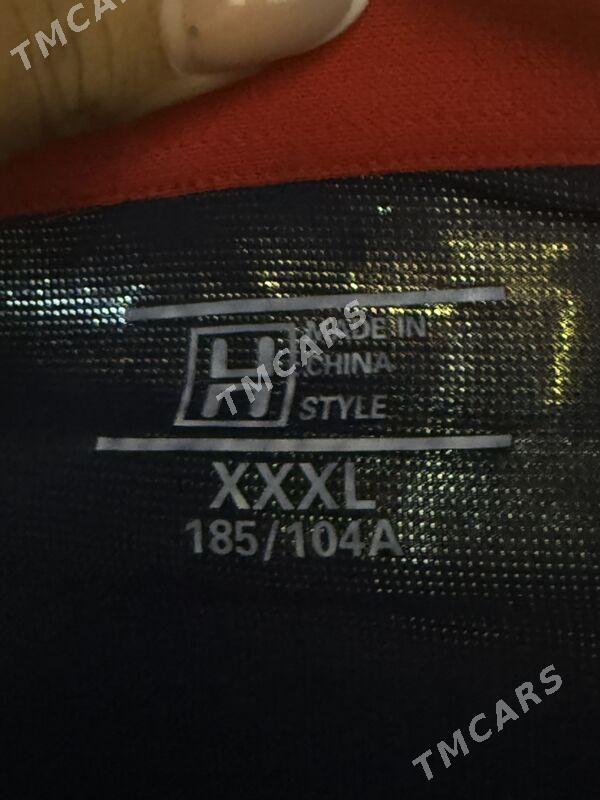 TMCARS
H
MADE IN
CHINA
STYLE
TMCARS
XXXL
185/104A
TMCARS